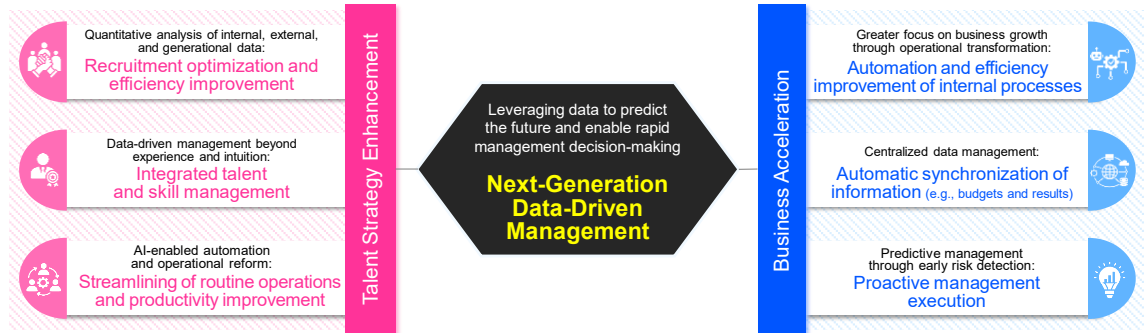 Quantitative analysis of internal, external,
and generational data:
Recruitment optimization and
efficiency improvement
Data-driven management beyond
experience and intuition:
Integrated talent
and skill management
AI-enabled automation
and operational reform:
Streamlining of routine operations
and productivity improvement
Talent Strategy Enhancement
Leveraging data to predict
the future and enable rapid
management decision-making
Next-Generation
Data-Driven
Management
Business Acceleration
Greater focus on business growth
through operational transformation:
Automation and efficiency
improvement of internal processes
Centralized data management:
Automatic synchronization of
information (e.g., budgets and results)
Predictive management
through early risk detection:
Proactive management
execution